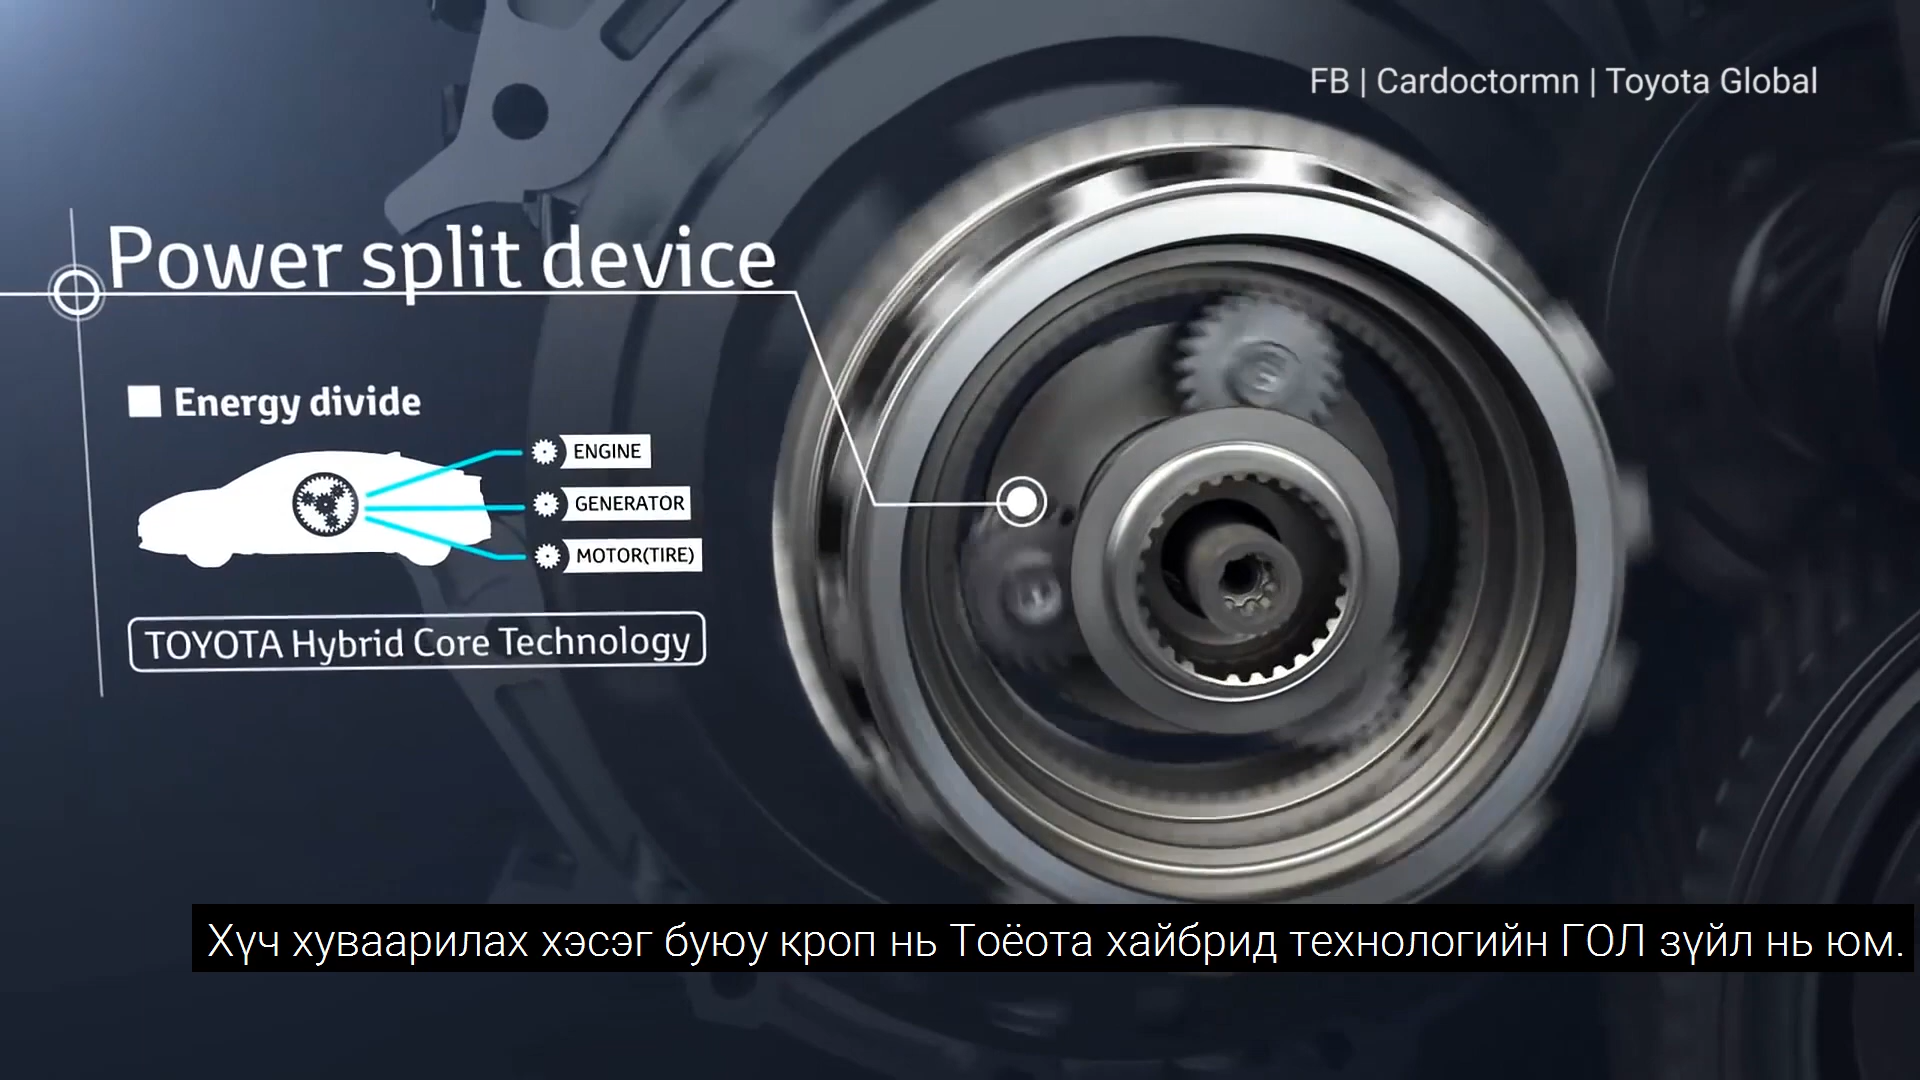 FB | Cardoctormn | Toyota Global
Power split device
Energy divide
ENGINE
GENERATOR
MOTOR(TIRE)
TOYOTA Hybrid Core Technology
Хүч хуваарилах хэсэг буюу кроп нь Тоёота хайбрид технологийн ГОЛ зүйл нь юм.